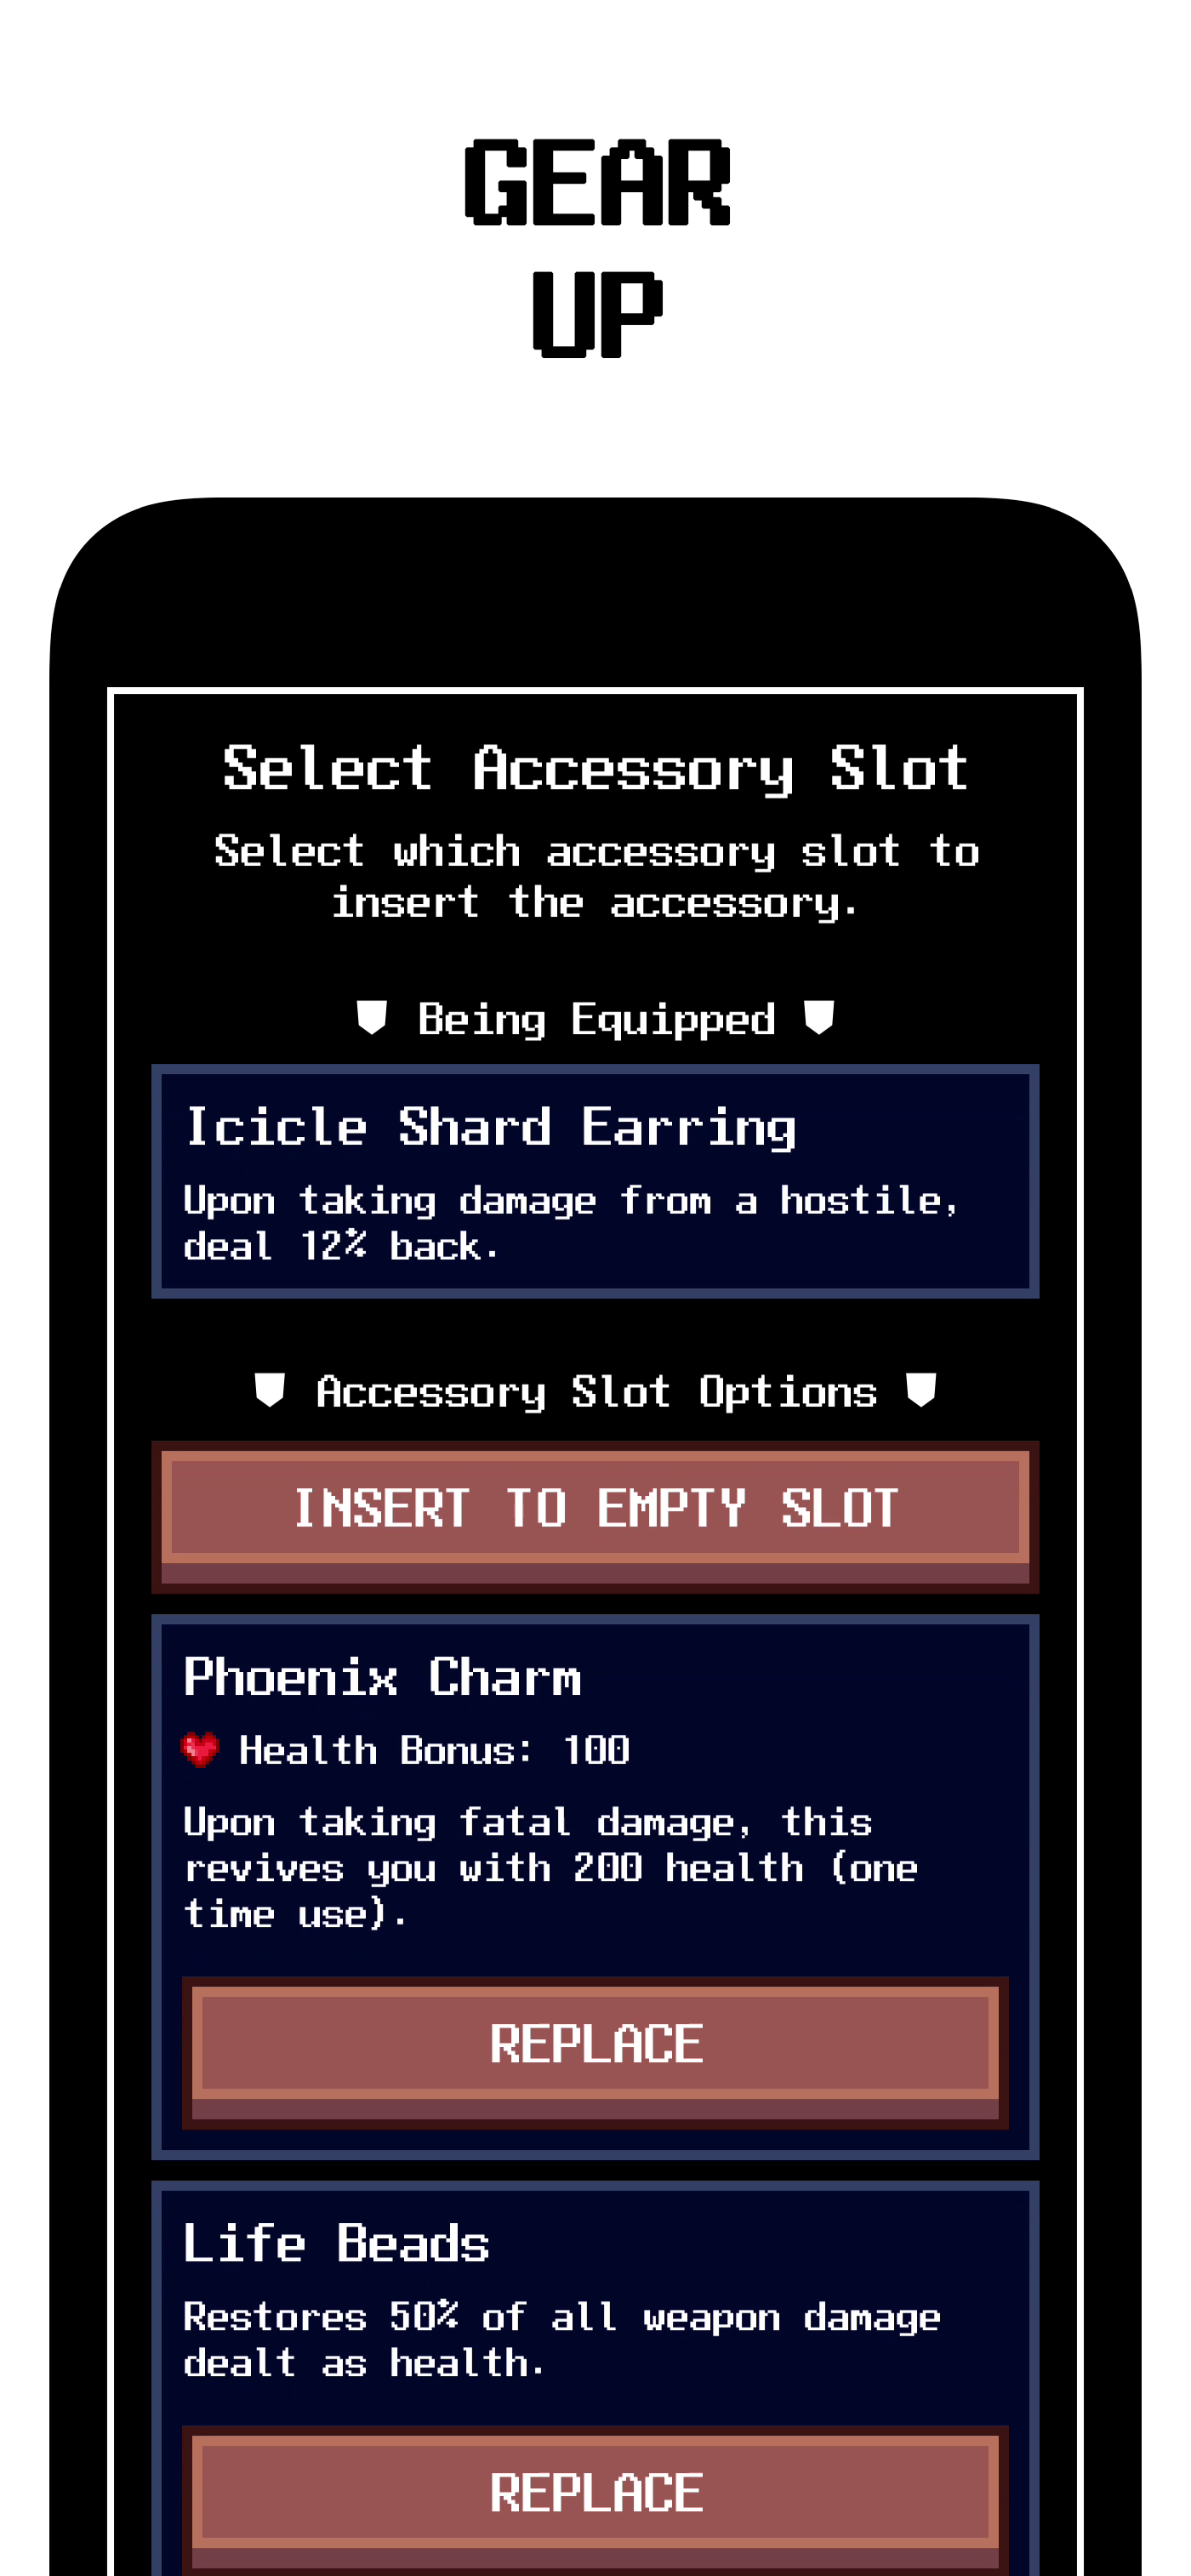 GEAR
UP
Select Accessory Slot
Select which accessory slot to
insert the accessory.
Being Equipped
Icicle Shard Earring
Upon taking damage from a hostile,
deal 12% back.
Accessory Slot Options
INSERT TO EMPTY SLOT
Phoenix Charm
Health Bonus: 100
Upon taking fatal damage, this
revives you with 200 health (one
time use).
REPLACE
Life Beads
Restores 50% of all weapon damage
dealt as health.
REPLACE